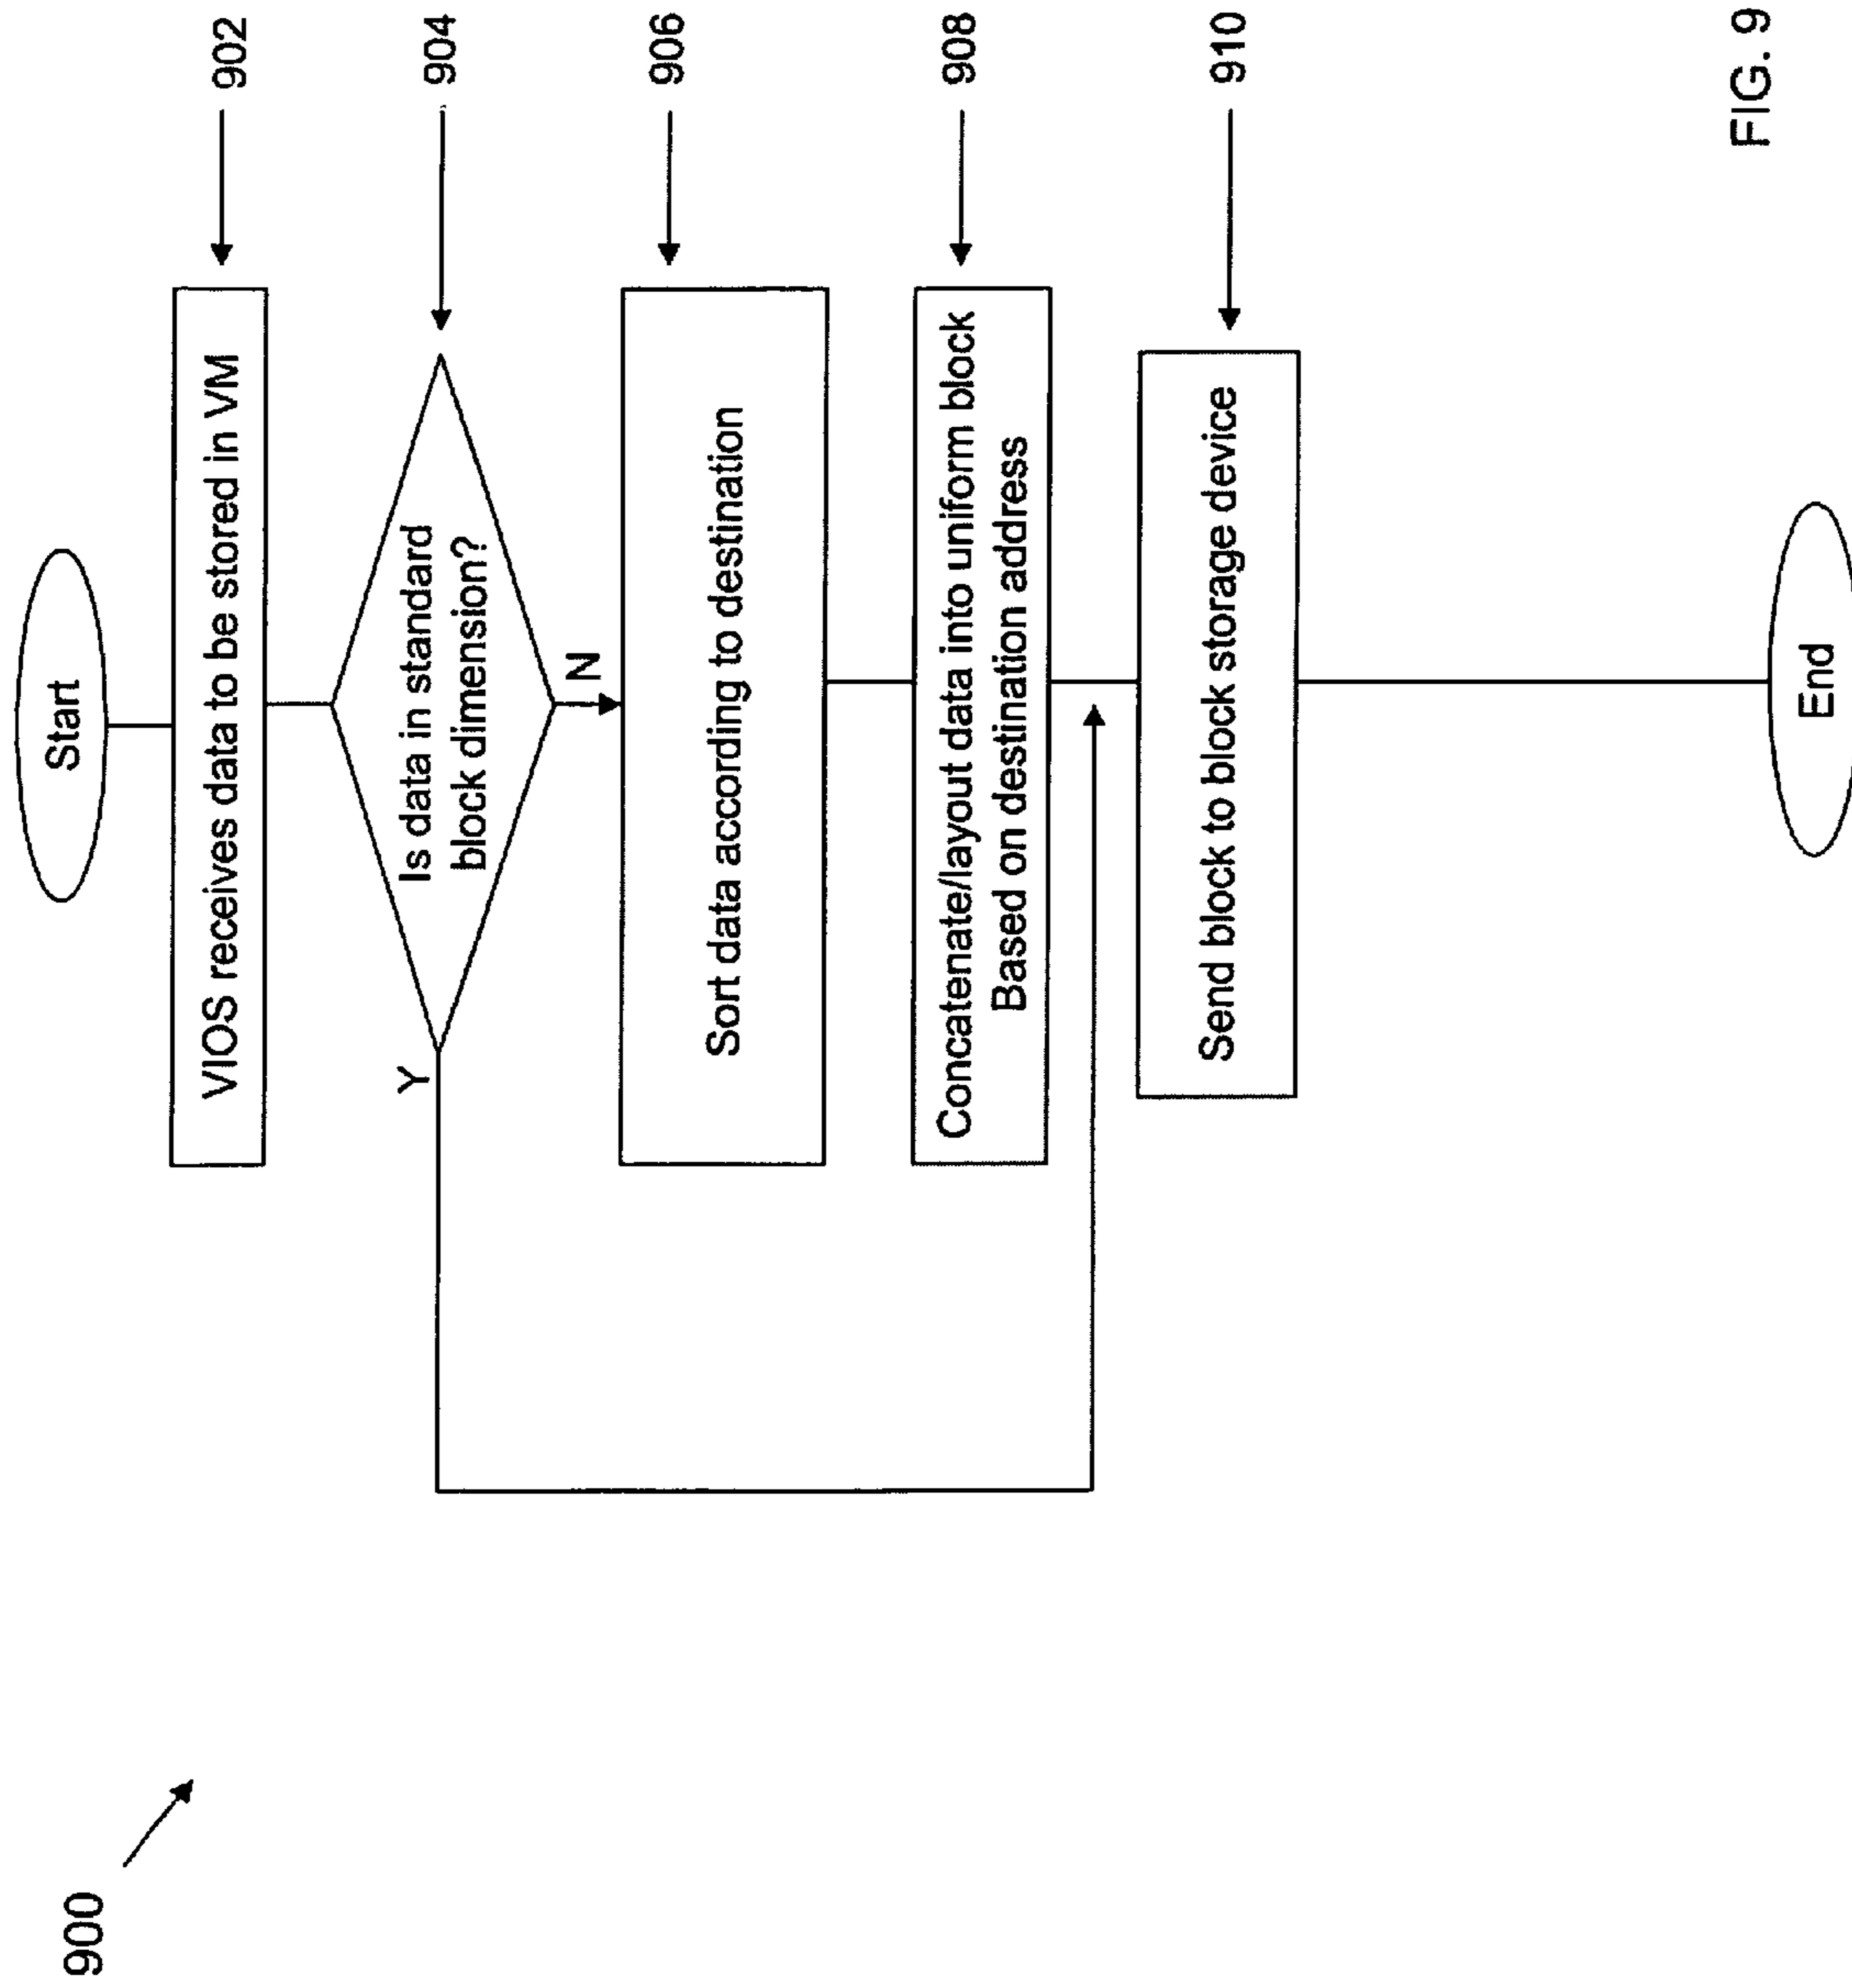 900
Start
VIOS receives data to be stored in VM
902
Is data in standard
block dimension?
904
Y
N
Sort data according to destination
906
Concatenate/layout data into uniform block
Based on destination address
908
Send block to block storage device
910
End
FIG. 9